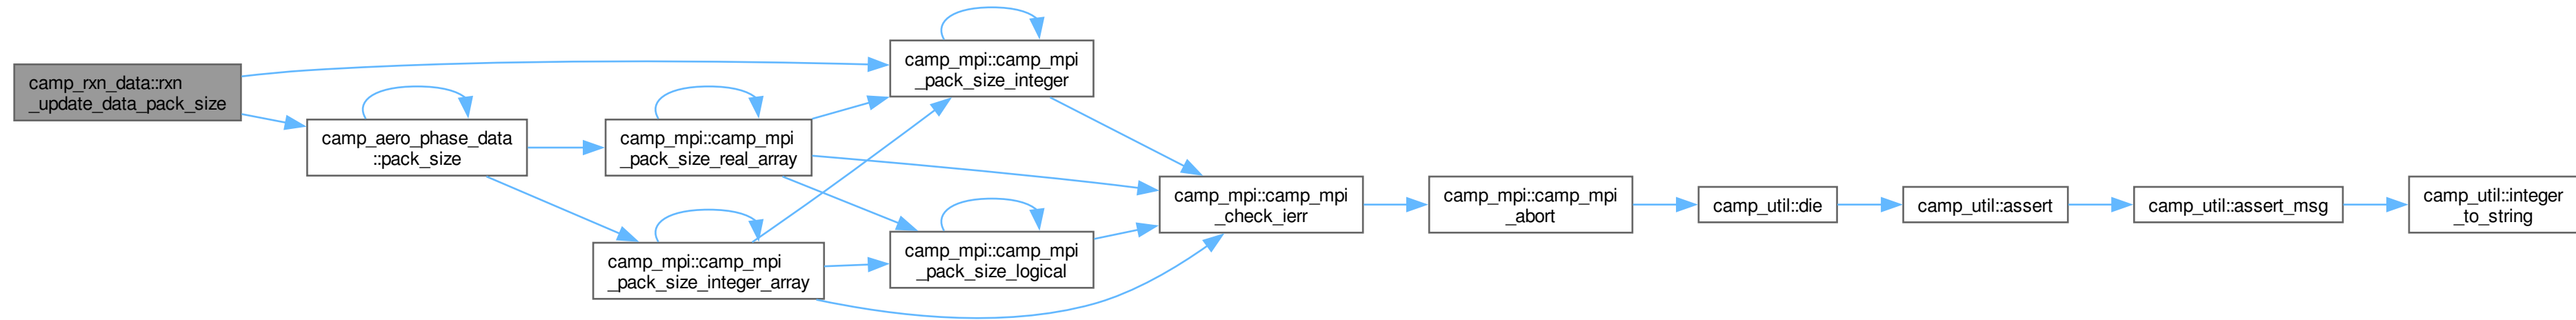 camp_rxn_data::rxn
_update_data_pack_size
camp_aero_phase_data
::pack_size
camp_mpi::camp_mpi
_pack_size_real_array
camp_mpi::camp_mpi
_pack_size_integer_array
camp_mpi::camp_mpi
_pack_size_integer
camp_mpi::camp_mpi
_pack_size_logical
camp_mpi::camp_mpi
_check_ierr
camp_mpi::camp_mpi
_abort
camp_util::die
camp_util::assert
camp_util::assert_msg
camp_util::integer
_to_string